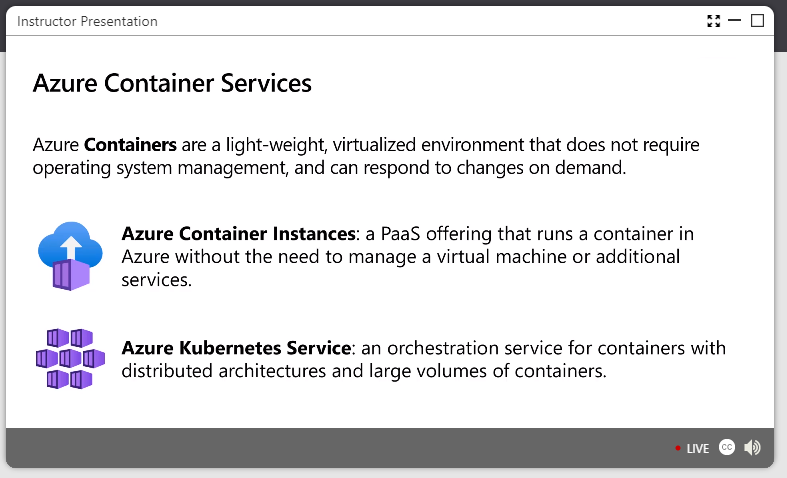 Instructor Presentation
Azure Container Services
Azure Containers are a light-weight, virtualized environment that does not require
operating system management, and can respond to changes on demand.
Azure Container Instances: a PaaS offering that runs a container in
Azure without the need to manage a virtual machine or additional
services.
Azure Kubernetes Service: an orchestration service for containers with
distributed architectures and large volumes of containers.
LIVE
CC